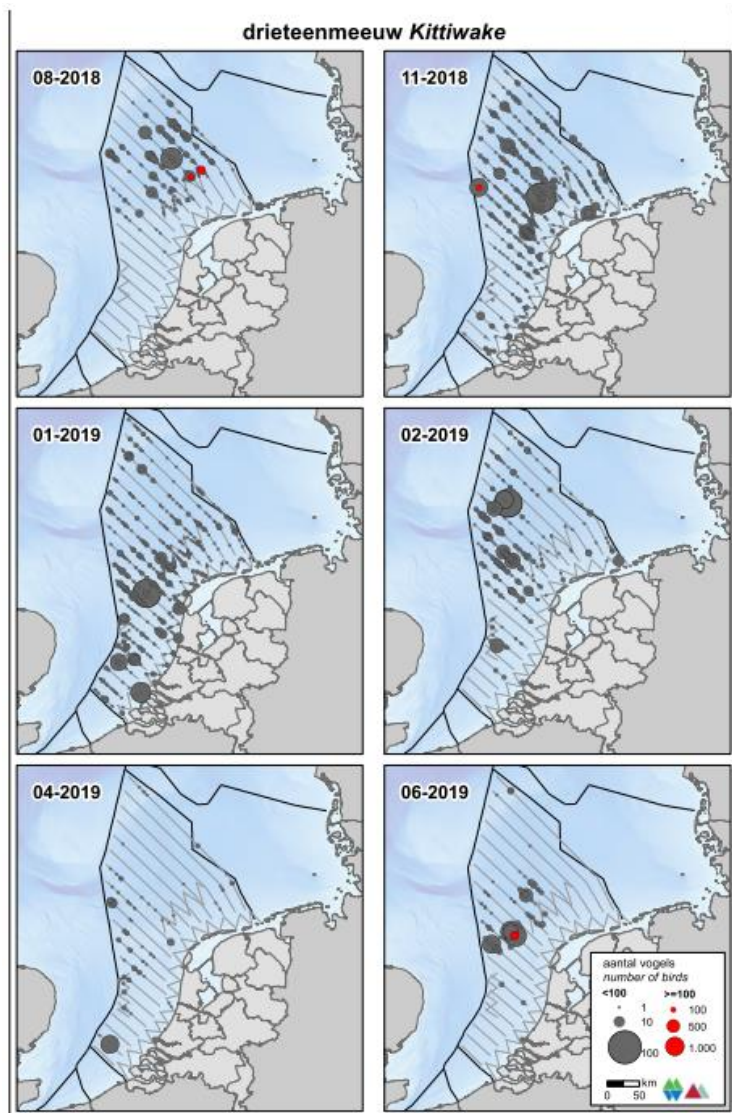 drieteenmeeuw Kittiwake
08-2018
11-2018
01-2019
02-2019
04-2019
06-2019
aantal vogels
number of birds
<100 >=100
1 100
10 500
100 1.000
km
0 50